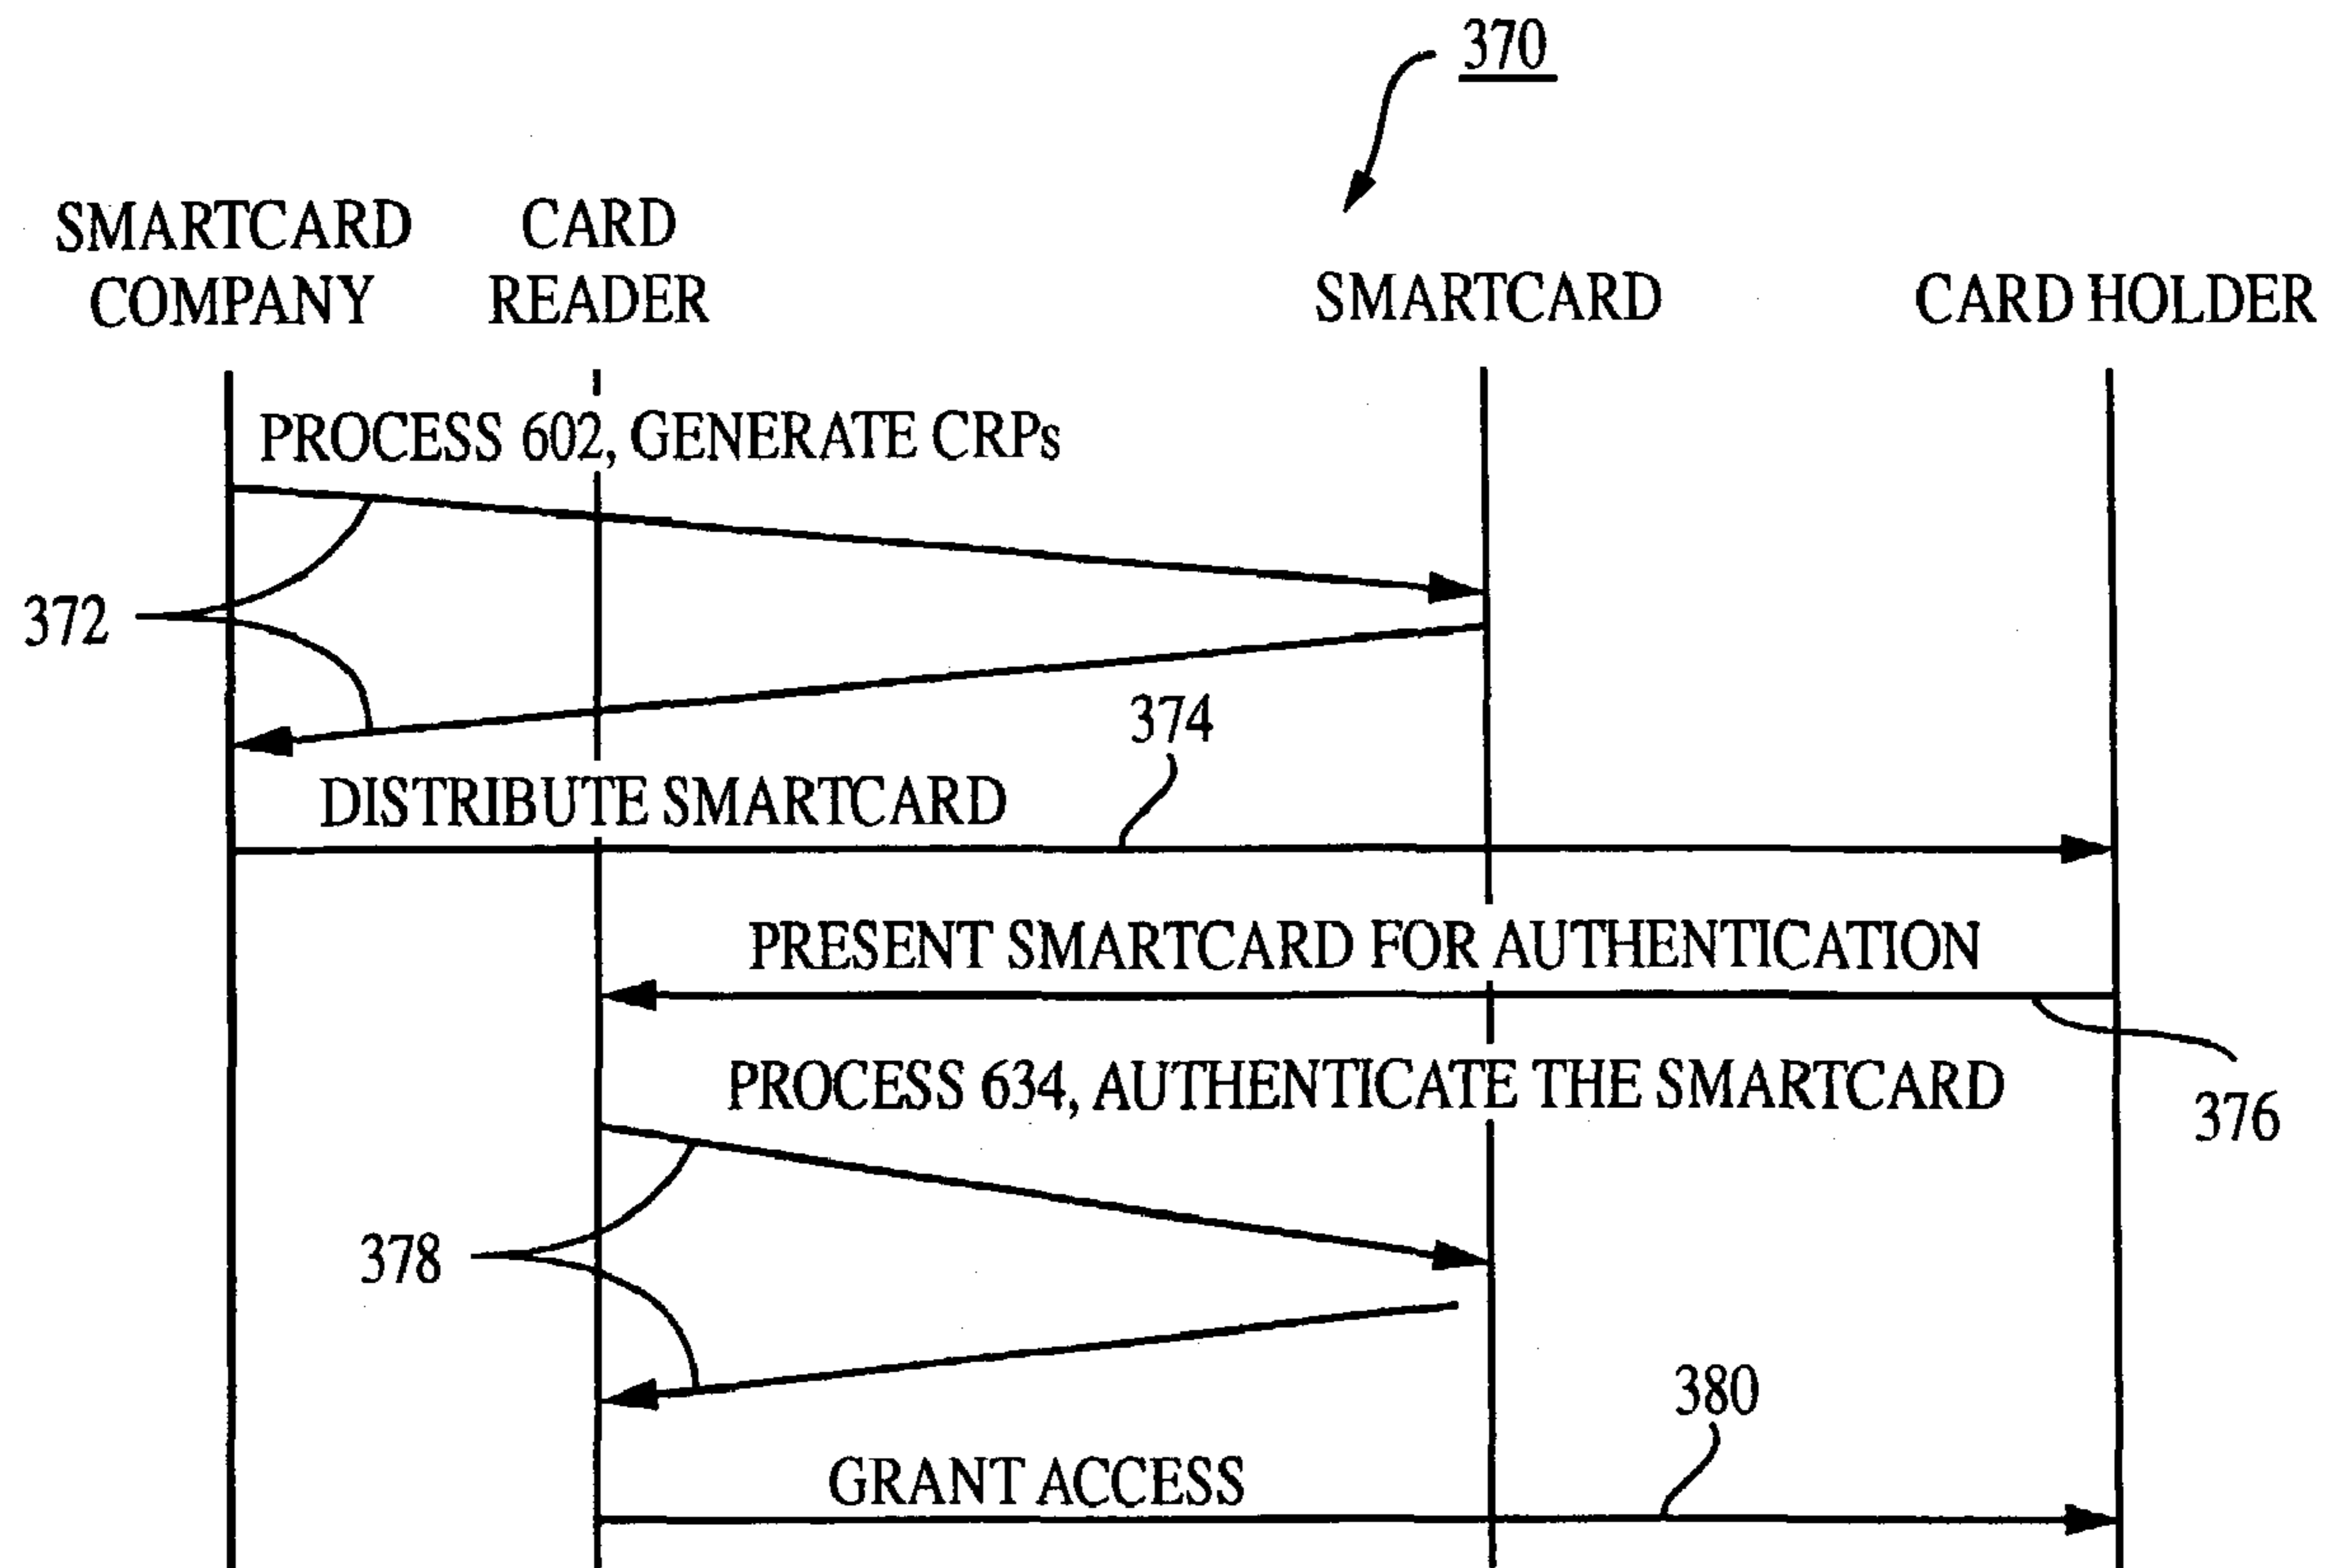 370
SMARTCARD
COMPANY
CARD
READER
SMARTCARD
CARD HOLDER
PROCESS 602, GENERATE CRPs
372
374
DISTRIBUTE SMARTCARD
PRESENT SMARTCARD FOR AUTHENTICATION
PROCESS 634, AUTHENTICATE THE SMARTCARD
376
378
380
GRANT ACCESS